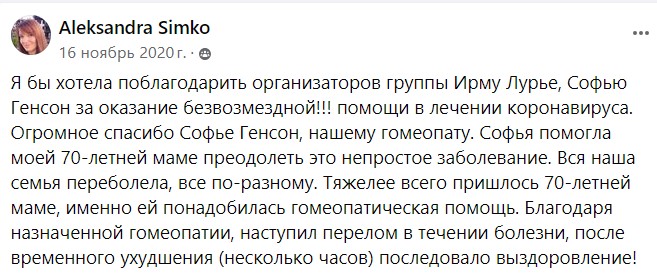 Aleksandra Simko
16 ноябрь 2020 г. ·
Я бы хотела поблагодарить организаторов группы Ирму Лурье, Софью
Генсон за оказание безвозмездной!!! помощи в лечении коронавируса.
Огромное спасибо Софье Генсон, нашему гомеопату. Софья помогла
моей 70-летней маме преодолеть это непростое заболевание. Вся наша
семья переболела, все по-разному. Тяжелее всего пришлось 70-летней
маме, именно ей понадобилась гомеопатическая помощь. Благодаря
назначенной гомеопатии, наступил перелом в течении болезни, после
временного ухудшения (несколько часов) последовало выздоровление!